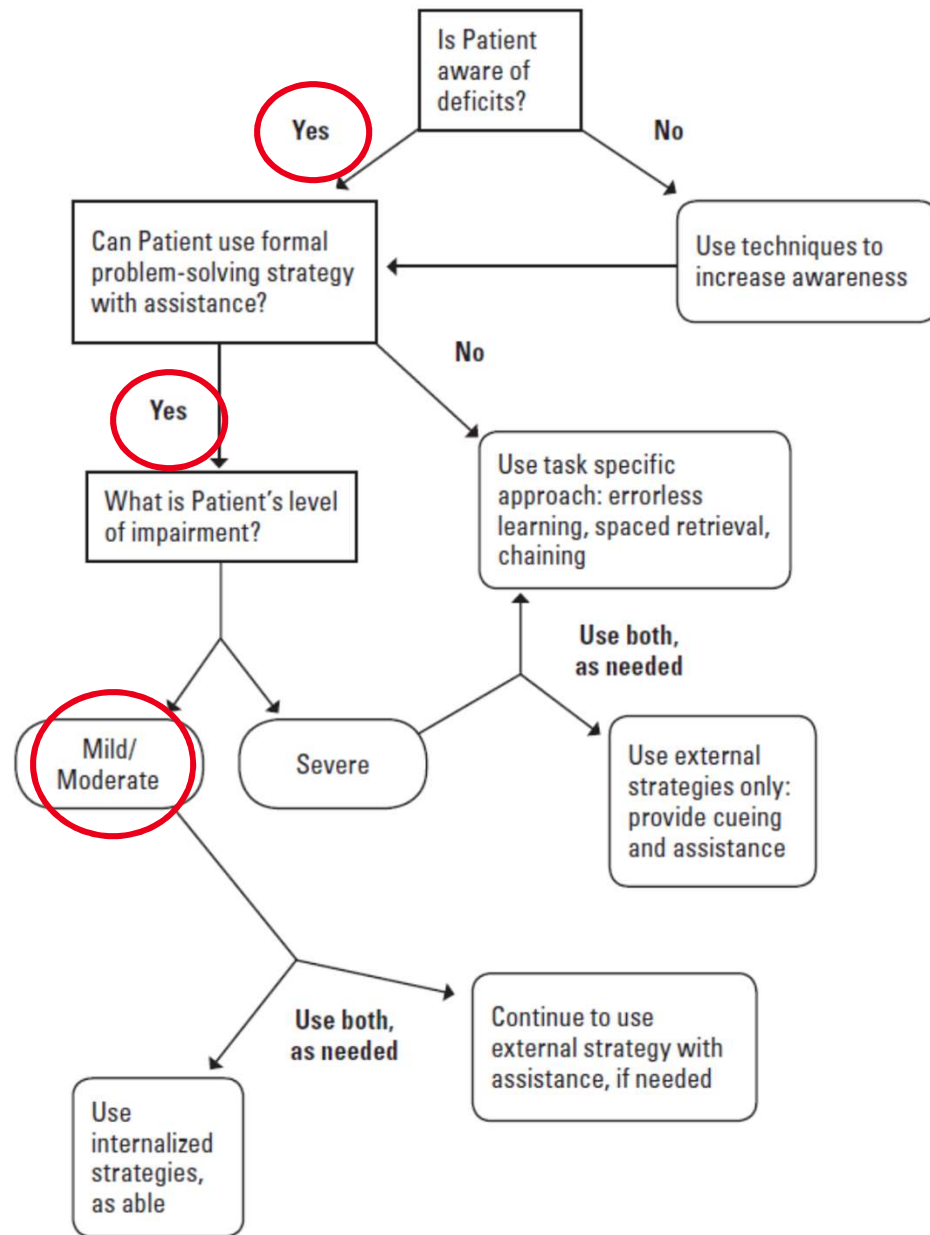 Is Patient
aware of
deficits?
Yes
No
Can Patient use formal
problem-solving strategy
with assistance?
Use techniques to
increase awareness
No
Yes
What is Patient’s level
of impairment?
Use task specific
approach: errorless
learning, spaced retrieval,
chaining
Use both,
as needed
Mild/
Moderate
Severe
Use external
strategies only:
provide cueing
and assistance
Use both,
as needed
Continue to use
external strategy with
assistance, if needed
Use
internalized
strategies,
as able